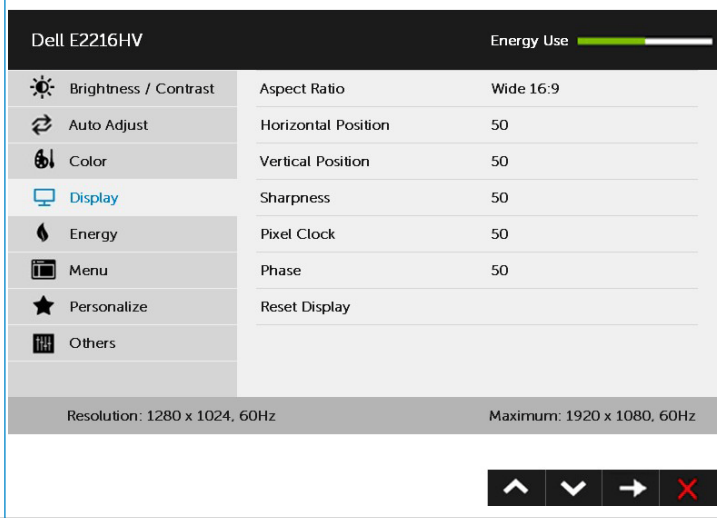 Dell E2216HV
Energy Use
Brightness / Contrast
Auto Adjust
Color
Display
Energy
Menu
Personalize
Others
Aspect Ratio Wide 16:9
Horizontal Position 50
Vertical Position 50
Sharpness 50
Pixel Clock 50
Phase 50
Reset Display
Resolution: 1280 x 1024, 60Hz
Maximum: 1920 x 1080, 60Hz